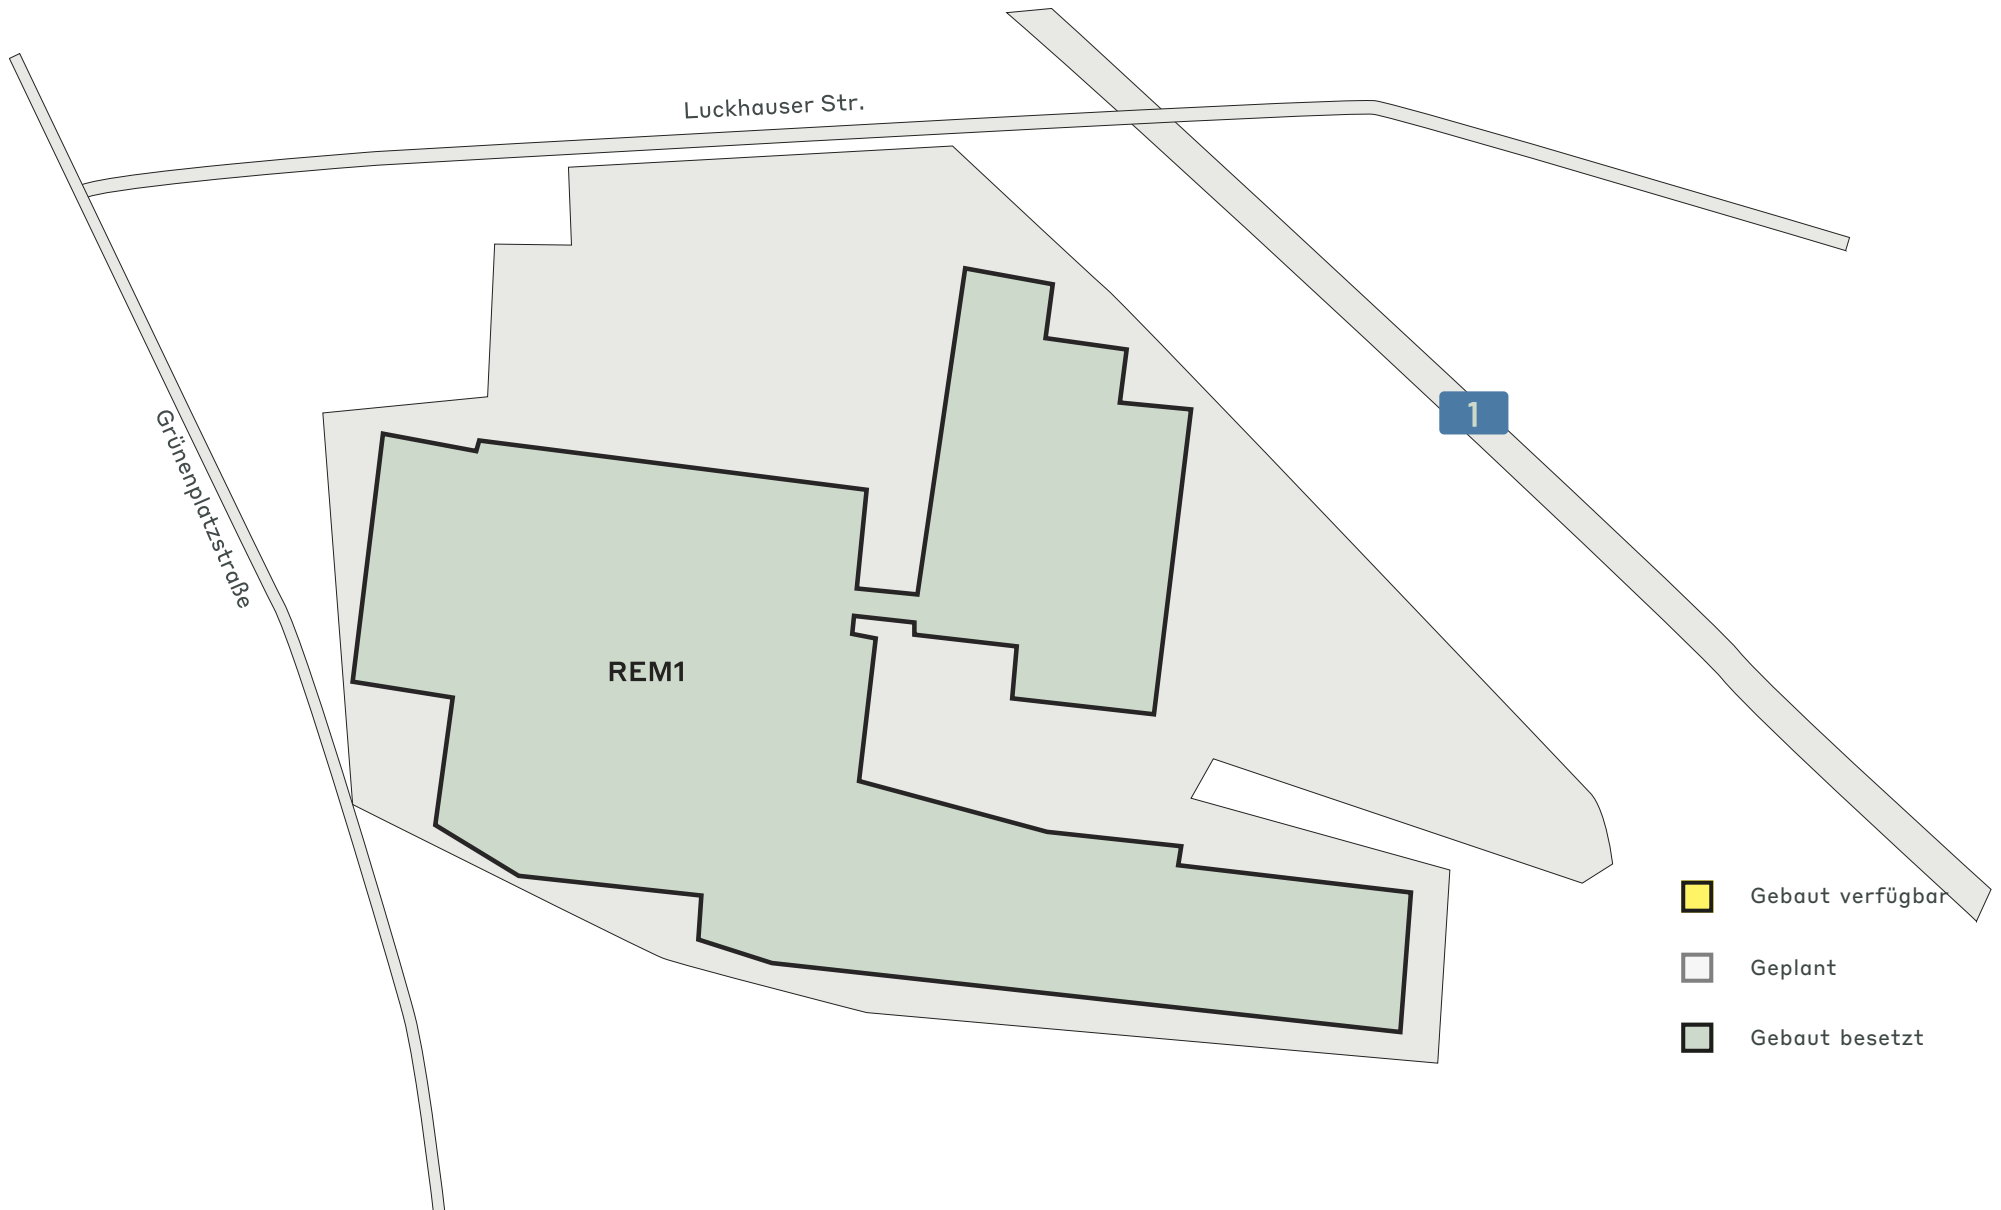 Luckhauser Str.
Grünenplatzstraße
1
REM1
Gebaut verfügbar
Geplant
Gebaut besetzt